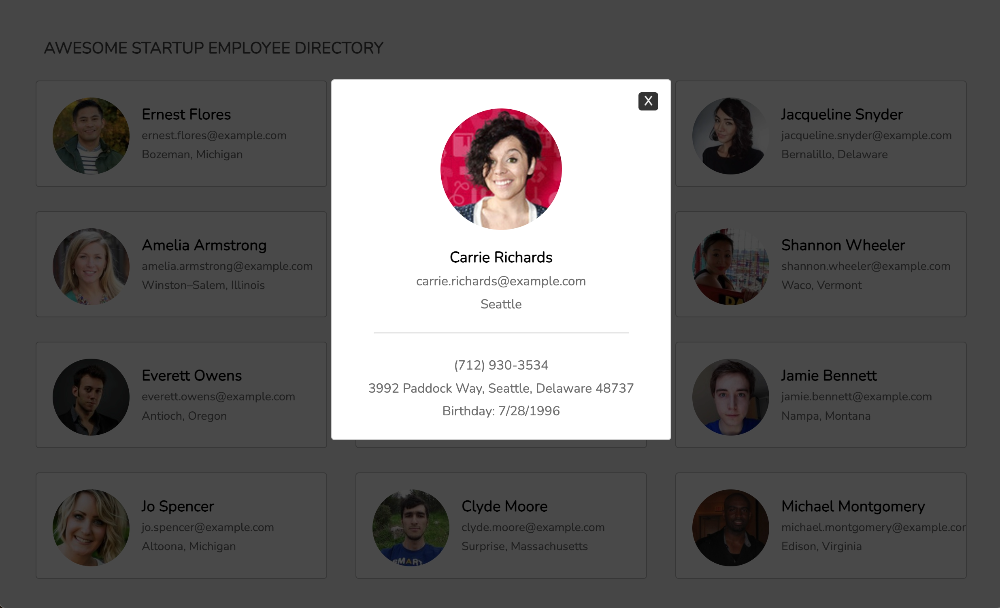 AWESOME STARTUP EMPLOYEE DIRECTORY
Ernest Flores
ernest.flores@example.com
Bozeman, Michigan
X
Carrie Richards
carrie.richards@example.com
Seattle
(712) 930-3534
3992 Paddock Way, Seattle, Delaware 48737
Birthday: 7/28/1996
Jacqueline Snyder
jacqueline.snyder@example.com
Bernalillo, Delaware
Amelia Armstrong
amelia.armstrong@example.com
Winston–Salem, Illinois
Shannon Wheeler
shannon.wheeler@example.com
Waco, Vermont
Everett Owens
everett.owens@example.com
Antioch, Oregon
Jamie Bennett
jamie.bennett@example.com
Nampa, Montana
Jo Spencer
jo.spencer@example.com
Altoona, Michigan
Clyde Moore
clyde.moore@example.com
Surprise, Massachusetts
Michael Montgomery
michael.montgomery@example.cor
Edison, Virginia